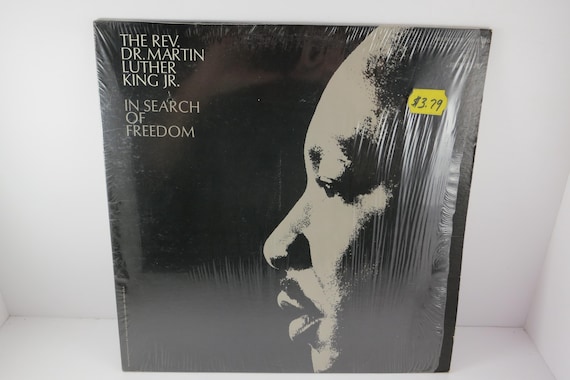 THE REV.
DR. MARTIN
LUTHER
KING JR.
IN SEARCH
OF
FREEDOM
$3.79